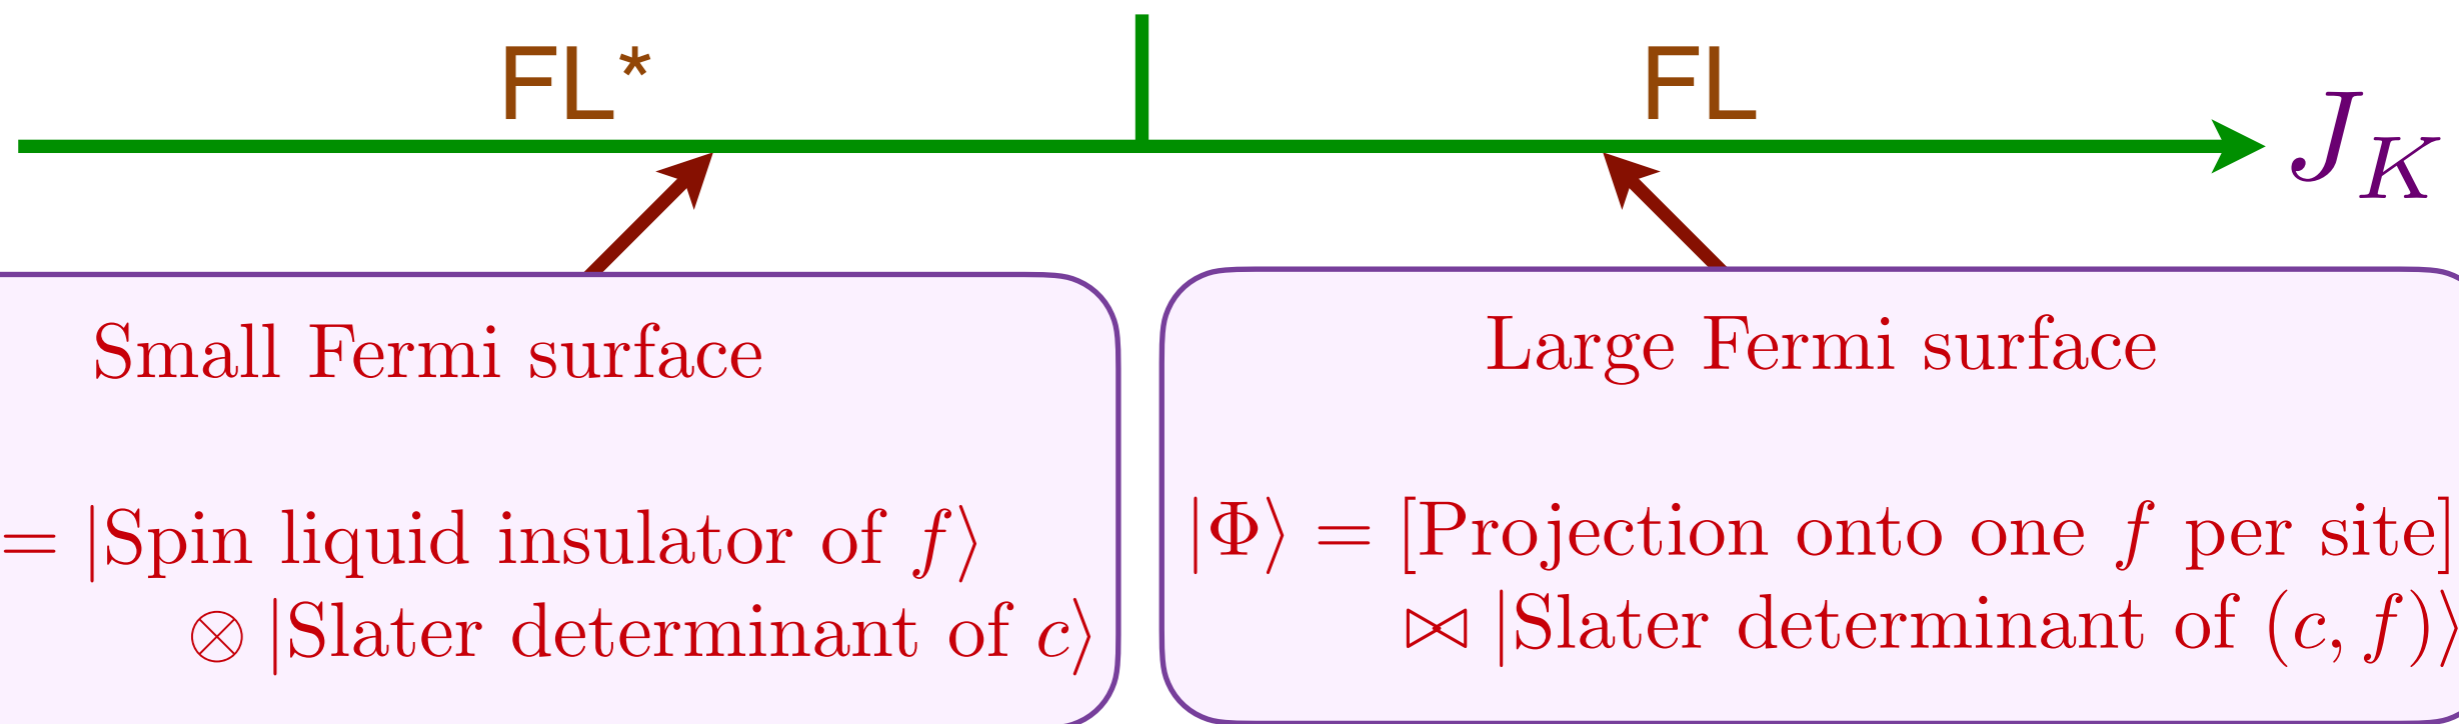 FL*
FL
J_K
Small Fermi surface
= |Spin liquid insulator of f⟩
⊗ |Slater determinant of c⟩
Large Fermi surface
|Φ⟩ = [Projection onto one f per site]
⋈ |Slater determinant of (c, f)⟩